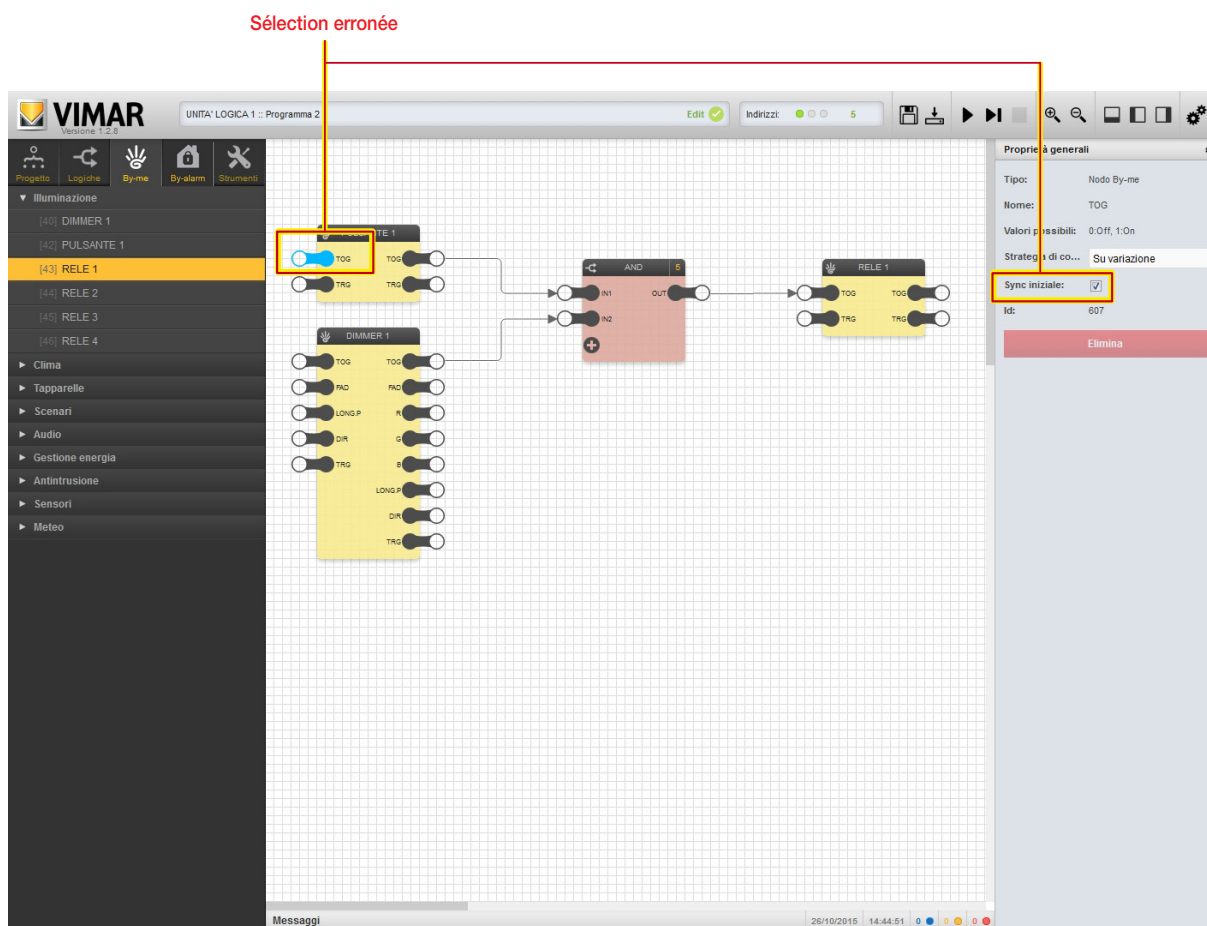 Sélection erronée
VIMAR
Versione 1.2.8
UNITA' LOGICA 1 :: Programma 2
Edit
Indirizzi:
5
Progetto
Logiche
By-me
By-alarm
Strumenti
▼ Illuminazione
[40] DIMMER 1
[42] PULSANTE 1
[43] RELE 1
[44] RELE 2
[45] RELE 3
[46] RELE 4
► Clima
► Tapparelle
► Scenari
► Audio
► Gestione energia
► Antintrusione
► Sensori
► Meteo
TE 1
TOG TOG
TRG TRG
DIMMER 1
TOG TOG
FAD FAD
LONG.P R
DIR G
TRG B
LONG.P
DIR
TRG
AND 5
IN1 OUT
IN2
RELE 1
TOG TOG
TRG TRG
Proprietà generali
Tipo: Nodo By-me
Nome: TOG
Valori possibili: 0:Off, 1:On
Strategia di co... Su variazione
Sync iniziale:
Id: 607
Elimina
Messaggi
26/10/2015 14:44:51 0 0 0